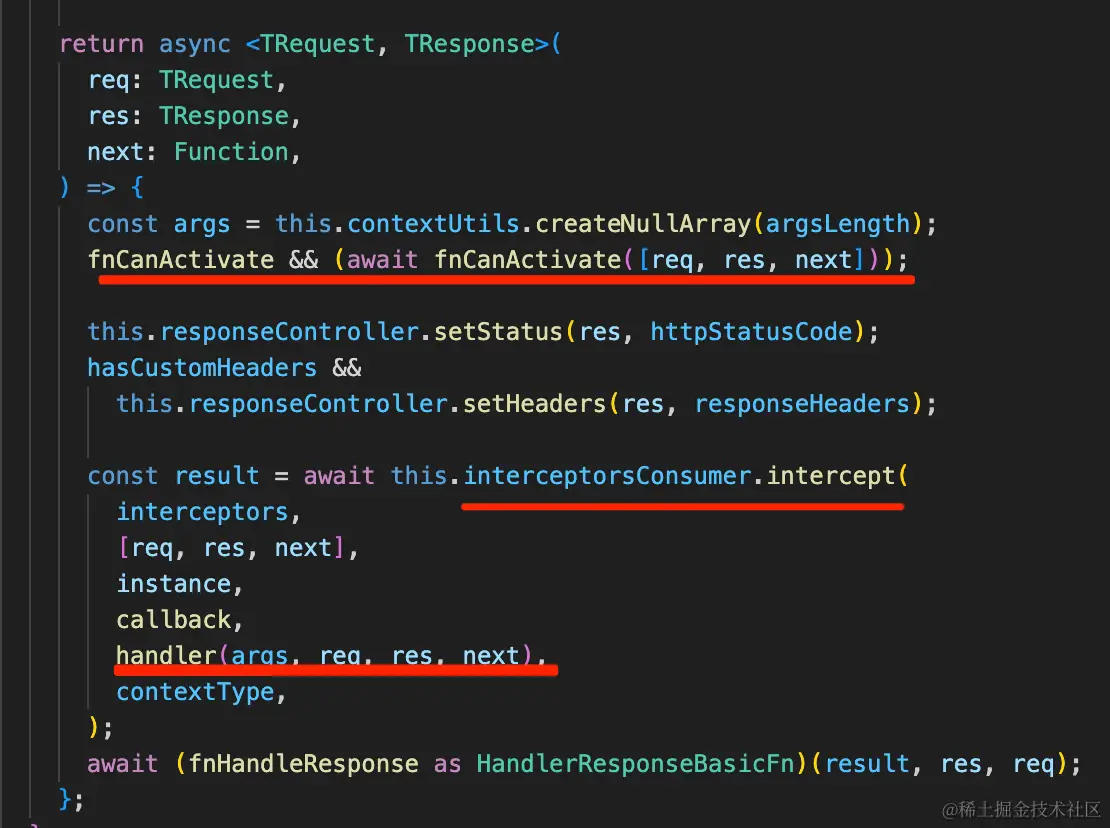 return async <TRequest, TResponse>(
req: TRequest,
res: TResponse,
next: Function,
) => {
const args = this.contextUtils.createNullArray(argsLength);
fnCanActivate && (await fnCanActivate([req, res, next]));
this.responseController.setStatus(res, httpStatusCode);
hasCustomHeaders &&
this.responseController.setHeaders(res, responseHeaders);
const result = await this.interceptorsConsumer.intercept(
interceptors,
[req, res, next],
instance,
callback,
handler(args, req, res, next),
contextType,
);
await (fnHandleResponse as HandlerResponseBasicFn)(result, res, req);
};
@稀土掘金技术社区